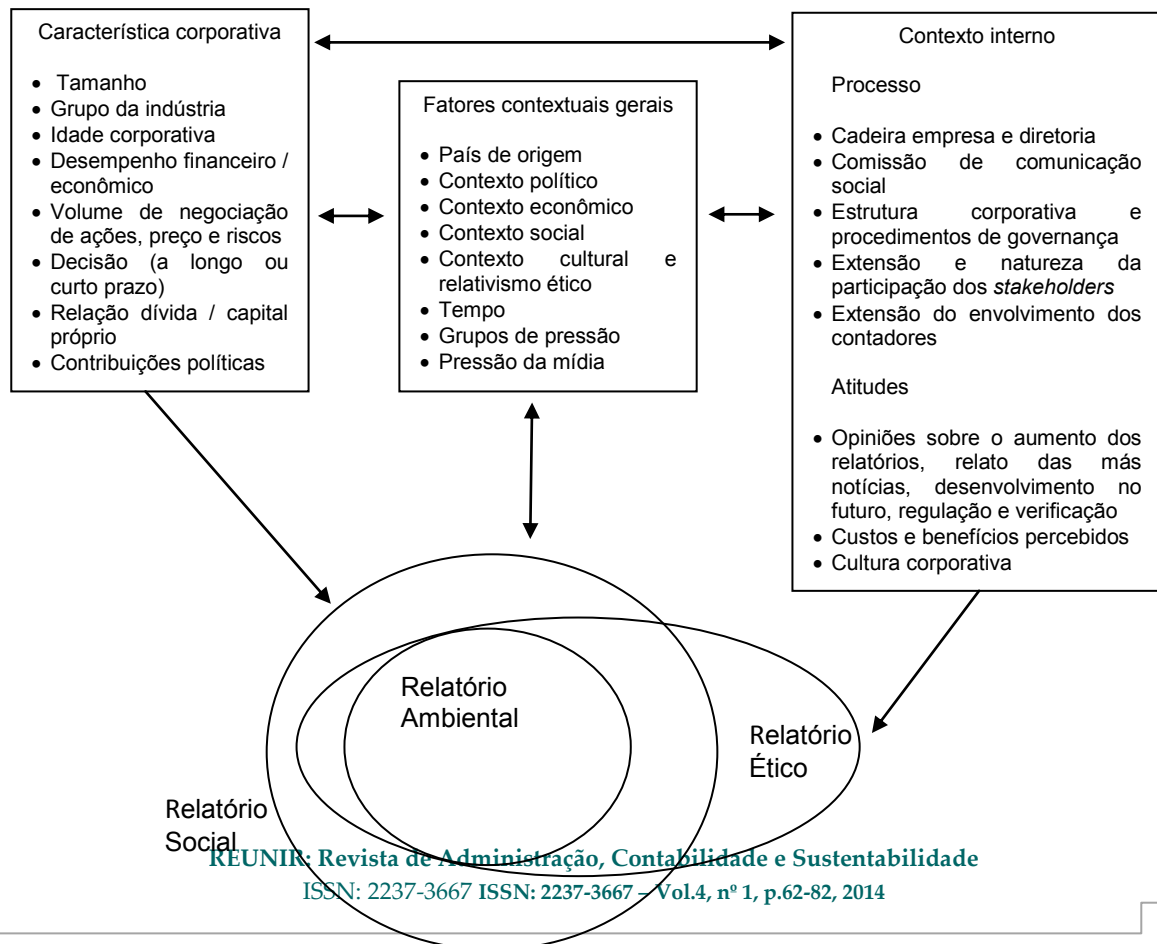 Característica corporativa
• Tamanho
• Grupo da indústria
• Idade corporativa
• Desempenho financeiro /
econômico
• Volume de negociação
de ações, preço e riscos
• Decisão (a longo ou
curto prazo)
• Relação dívida / capital
próprio
• Contribuições políticas
Fatores contextuais gerais
• País de origem
• Contexto político
• Contexto econômico
• Contexto social
• Contexto cultural e
relativismo ético
• Tempo
• Grupos de pressão
• Pressão da mídia
Contexto interno
Processo
• Cadeira empresa e diretoria
• Comissão de comunicação
social
• Estrutura corporativa e
procedimentos de governança
• Extensão e natureza da
participação dos stakeholders
• Extensão do envolvimento dos
contadores
Atitudes
• Opiniões sobre o aumento dos
relatórios, relato das más
notícias, desenvolvimento no
futuro, regulação e verificação
• Custos e benefícios percebidos
• Cultura corporativa
Relatório
Ambiental
Relatório
Ético
Relatório
Social
REUNIR: Revista de Administração, Contabilidade e Sustentabilidade
ISSN: 2237-3667 ISSN: 2237-3667 – Vol.4, nº 1, p.62-82, 2014